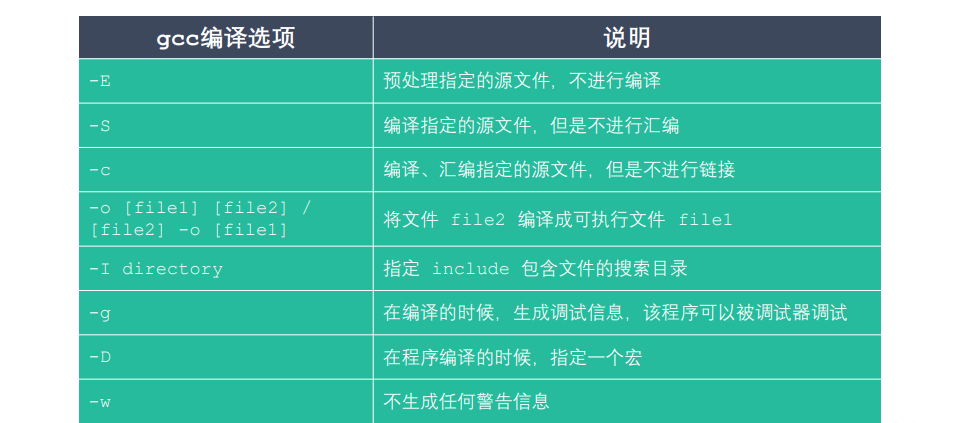 gcc编译选项 说明
-E 预处理指定的源文件，不进行编译
-S 编译指定的源文件，但是不进行汇编
-c 编译、汇编指定的源文件，但是不进行链接
-o [file1] [file2] /
[file2] -o [file1] 将文件 file2 编译成可执行文件 file1
-I directory 指定 include 包含文件的搜索目录
-g 在编译的时候，生成调试信息，该程序可以被调试器调试
-D 在程序编译的时候，指定一个宏
-w 不生成任何警告信息